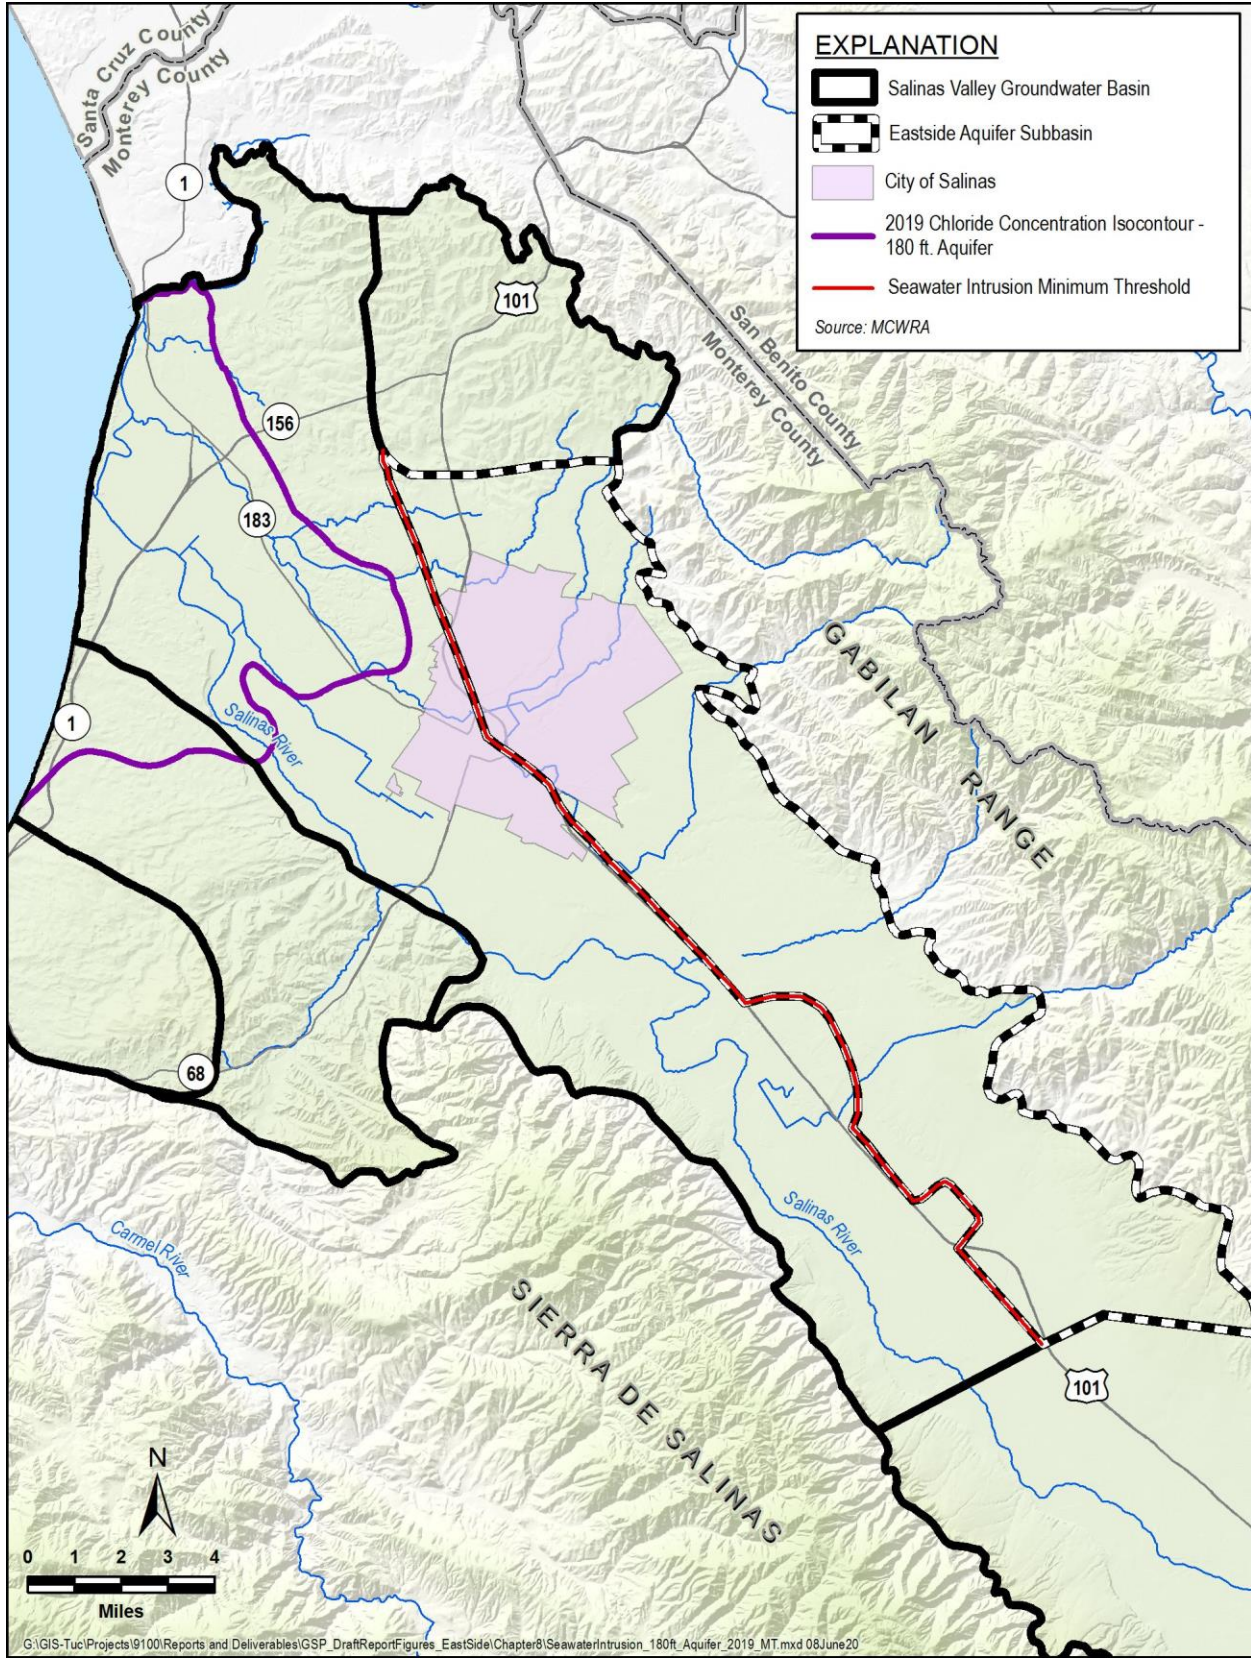 EXPLANATION
Salinas Valley Groundwater Basin
Eastside Aquifer Subbasin
City of Salinas
2019 Chloride Concentration Isocontour -
180 ft. Aquifer
Seawater Intrusion Minimum Threshold
Source: MCWRA
Santa Cruz County
Monterey County
1
101
San Benito County
Monterey County
156
183
GABILAN RANGE
1
Salinas River
68
Salinas River
Carmel River
SIERRA DE SALINAS
101
N
0 1 2 3 4
Miles
G:\GIS-Tuc\Projects\9100\Reports and Deliverables\GSP_DraftReportFigures_EastSide\Chapter8\SeawaterIntrusion_180ft_Aquifer_2019_MT.mxd 08June20